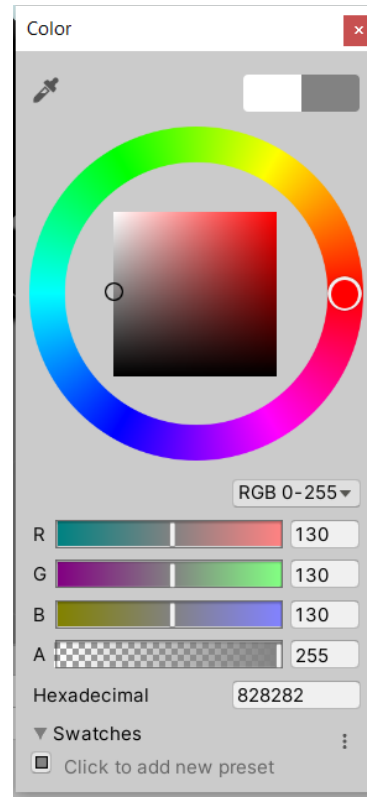 Color
RGB 0-255
R 130
G 130
B 130
A 255
Hexadecimal 828282
Swatches
Click to add new preset